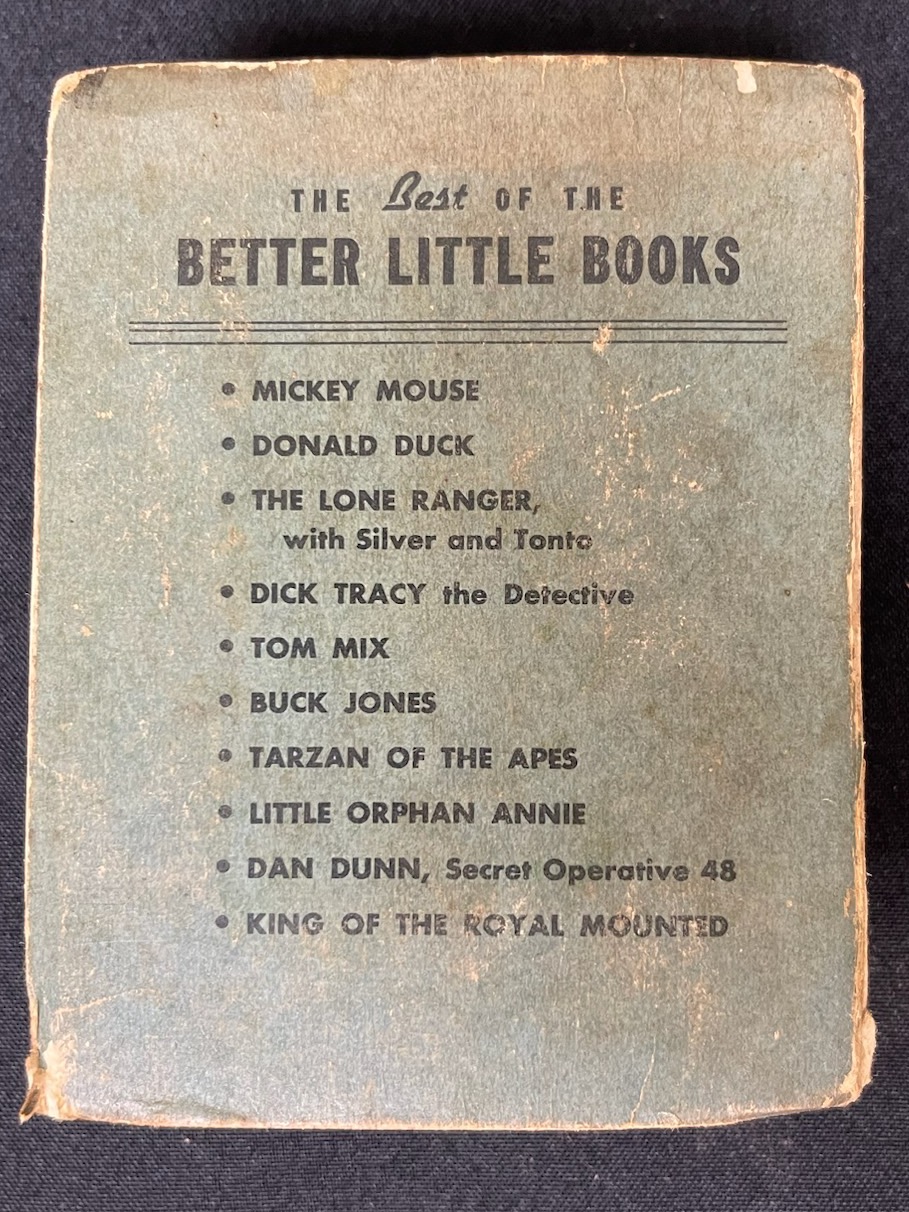 THE Best OF THE
BETTER LITTLE BOOKS
• MICKEY MOUSE
• DONALD DUCK
• THE LONE RANGER,
with Silver and Tonto
• DICK TRACY the Detective
• TOM MIX
• BUCK JONES
• TARZAN OF THE APES
• LITTLE ORPHAN ANNIE
• DAN DUNN, Secret Operative 48
• KING OF THE ROYAL MOUNTED